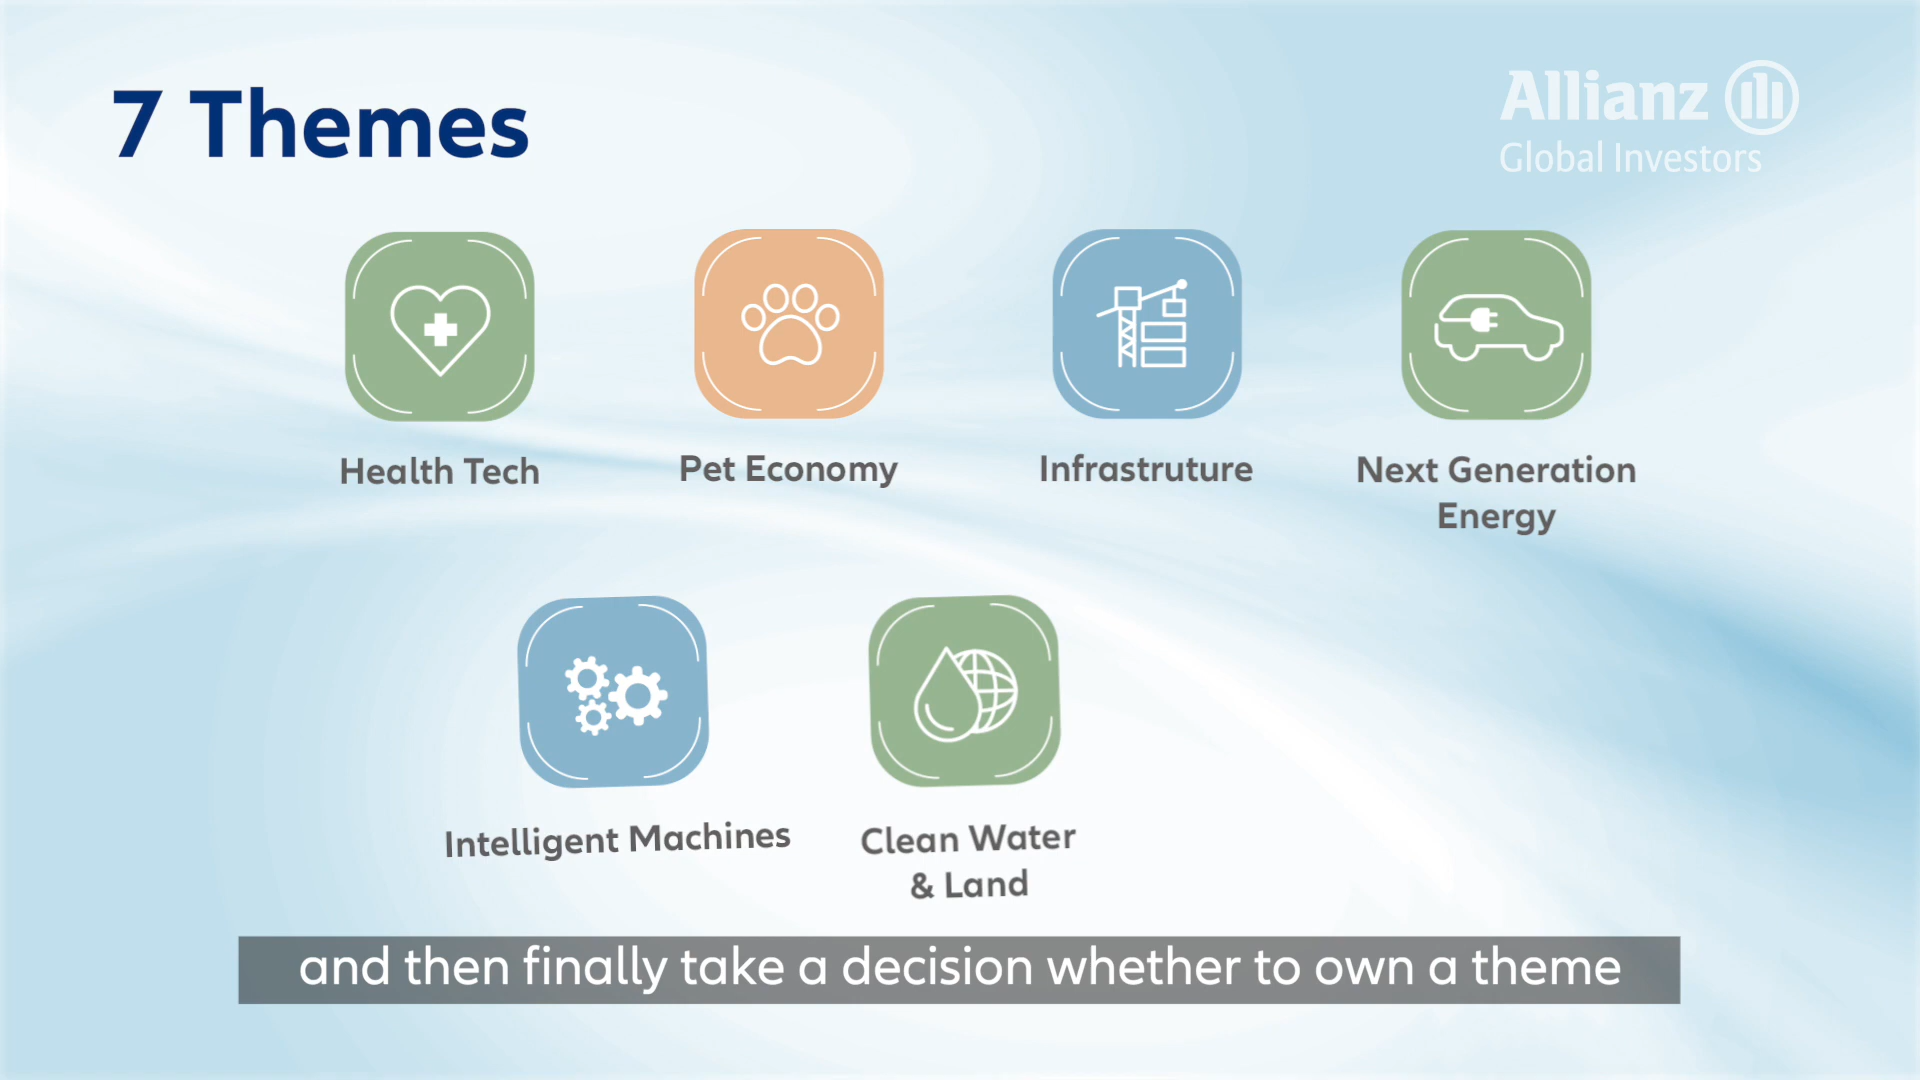 7 Themes
Allianz
Global Investors
Health Tech
Pet Economy
Infrastruture
Next Generation
Energy
Intelligent Machines
Clean Water
& Land
and then finally take a decision whether to own a theme